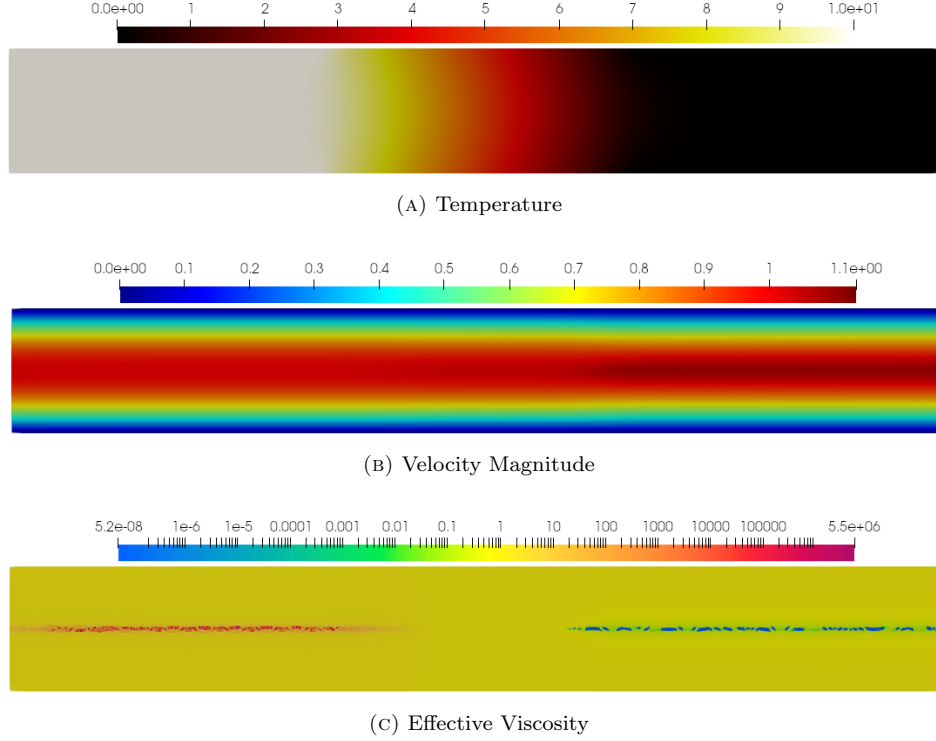 0.0e+00 1 2 3 4 5 6 7 8 9 1.0e+01
(A) Temperature
0.0e+00 0.1 0.2 0.3 0.4 0.5 0.6 0.7 0.8 0.9 1 1.1e+00
(B) Velocity Magnitude
5.2e-08 1e-6 1e-5 0.0001 0.001 0.01 0.1 1 10 100 1000 10000 100000 5.5e+06
(C) Effective Viscosity